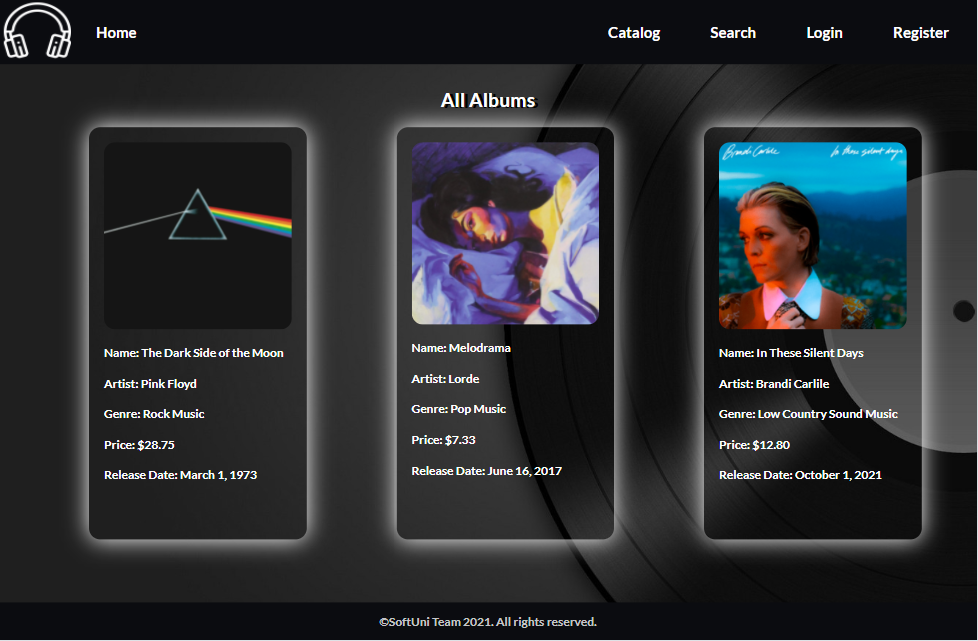 Home
Catalog
Search
Login
Register
All Albums
Name: The Dark Side of the Moon
Artist: Pink Floyd
Genre: Rock Music
Price: $28.75
Release Date: March 1, 1973
Name: Melodrama
Artist: Lorde
Genre: Pop Music
Price: $7.33
Release Date: June 16, 2017
Brandi Carlile
In These Silent Days
Name: In These Silent Days
Artist: Brandi Carlile
Genre: Low Country Sound Music
Price: $12.80
Release Date: October 1, 2021
©SoftUni Team 2021. All rights reserved.